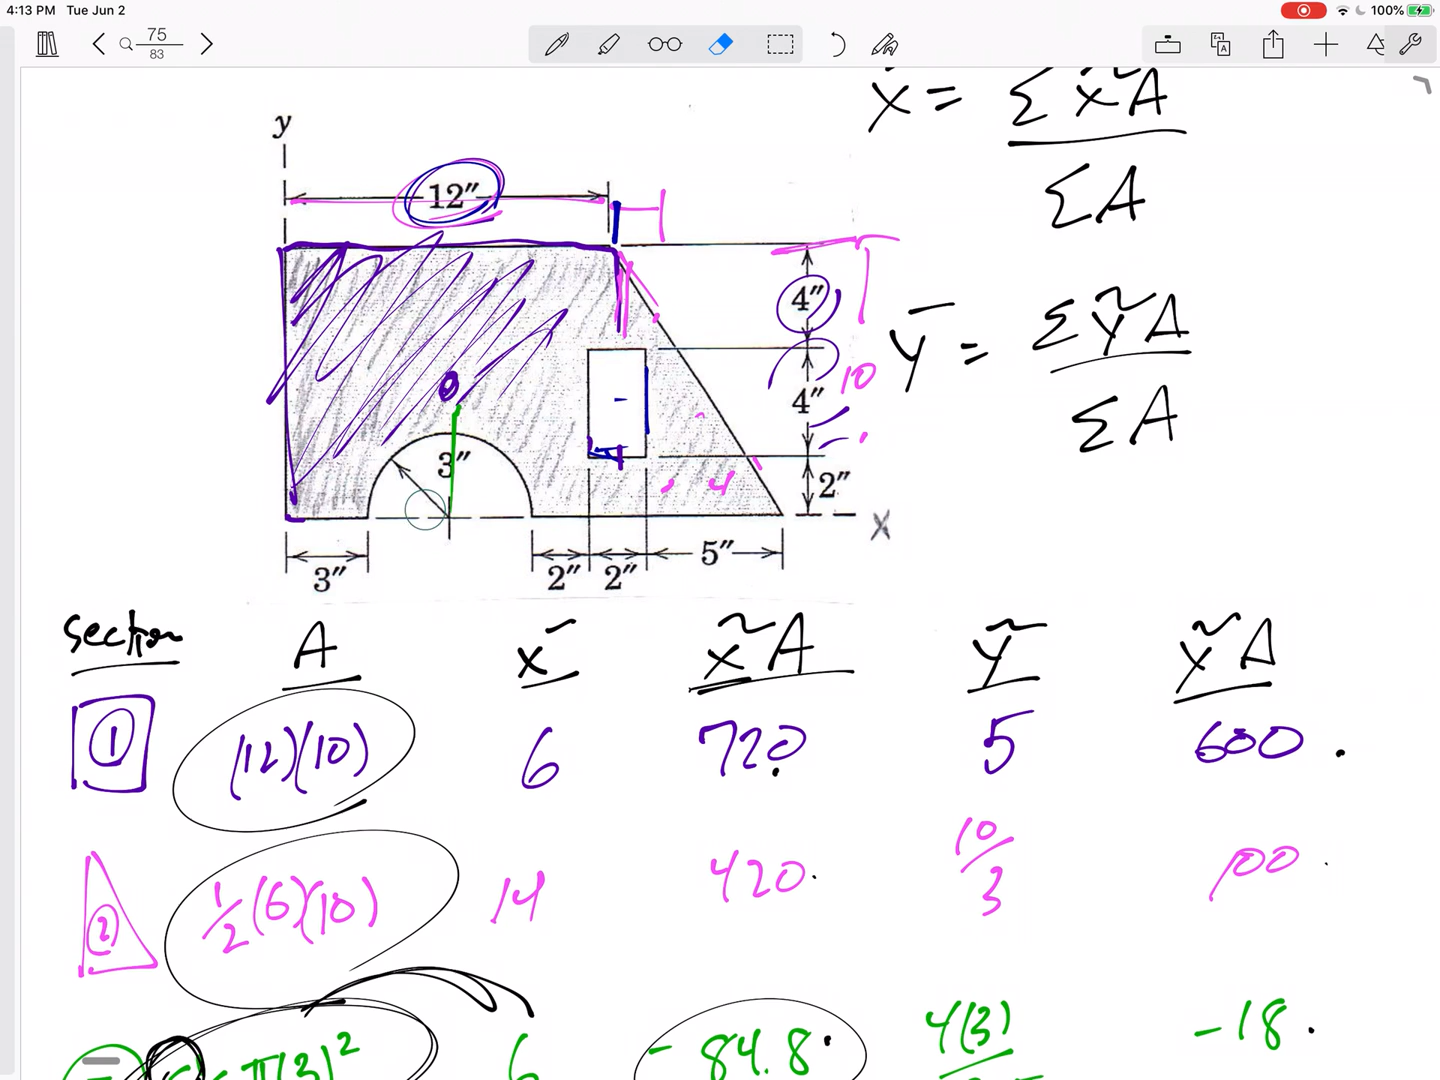 4:13 PM Tue Jun 2
100%
75
83
x̄ = Σ x̃A
ΣA
y
12"
4"
ȳ = Σ ỹA
ΣA
10
4"
3"
4
2"
X
3"
2"
2"
5"
section A x̄ x̃A ỹ ỹA
1 (12)(10) 6 720 5 600
2 1/2 (6)(10) 14 420 10/3 100
π(3)² 6 -84.8 4(3) -18